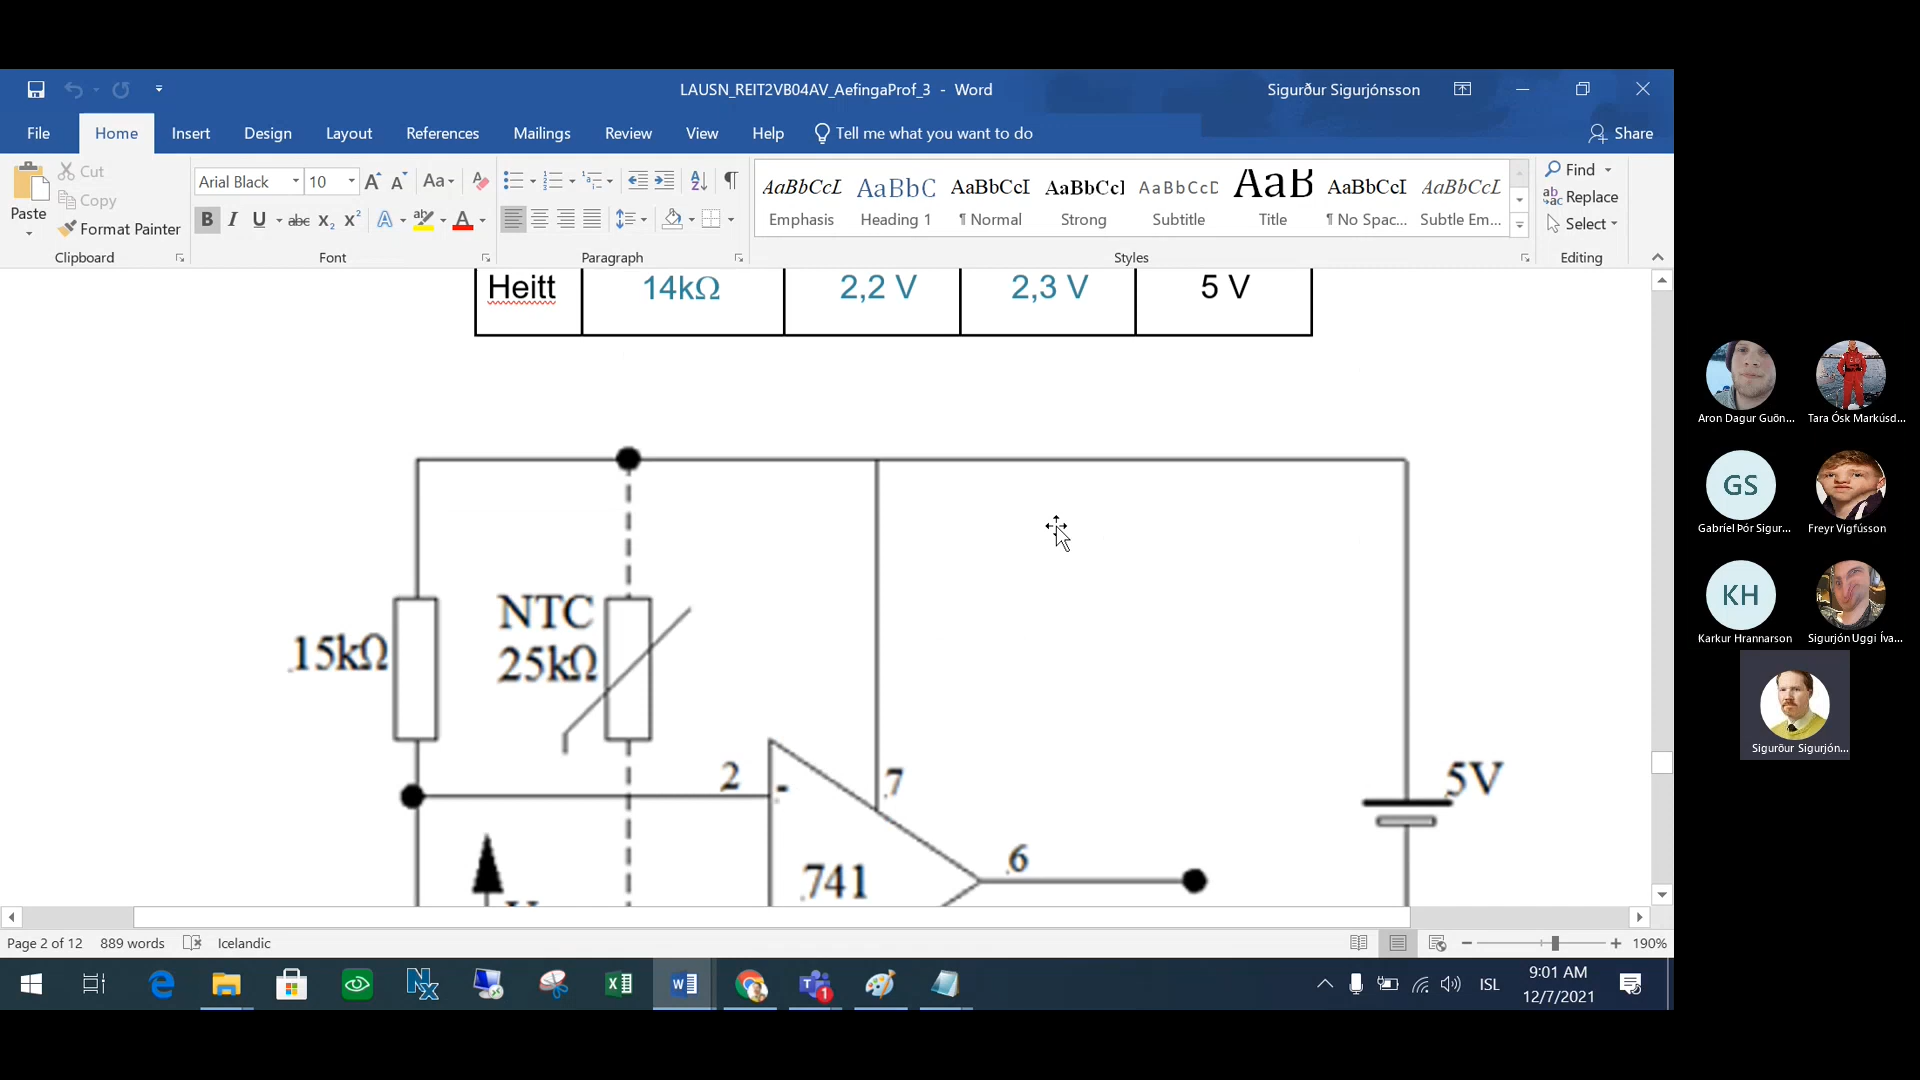 LAUSN_REIT2VB04AV_AefingaProf_3 - Word
Sigurður Sigurjónsson
File Home Insert Design Layout References Mailings Review View Help Tell me what you want to do Share
Paste
Cut
Copy
Format Painter
Clipboard
Arial Black 10
Font
Paragraph
AaBbCcL AaBbC AaBbCcI AaBbCcI AaBbCcD AaB AaBbCcI AaBbCcL
Emphasis Heading 1 ¶ Normal Strong Subtitle Title ¶ No Spac... Subtle Em...
Styles
Find
Replace
Select
Editing
Heitt 14kΩ 2,2 V 2,3 V 5 V
15kΩ
NTC
25kΩ
2
-
7
5V
6
741
Aron Dagur Guðn...
Tara Ósk Markúsd...
GS
Gabríel Þór Sigur...
Freyr Vigfússon
KH
Karkur Hrannarson
Sigurjón Uggi Íva...
Sigurður Sigurjón...
Page 2 of 12 889 words Icelandic
190%
ISL
9:01 AM
12/7/2021